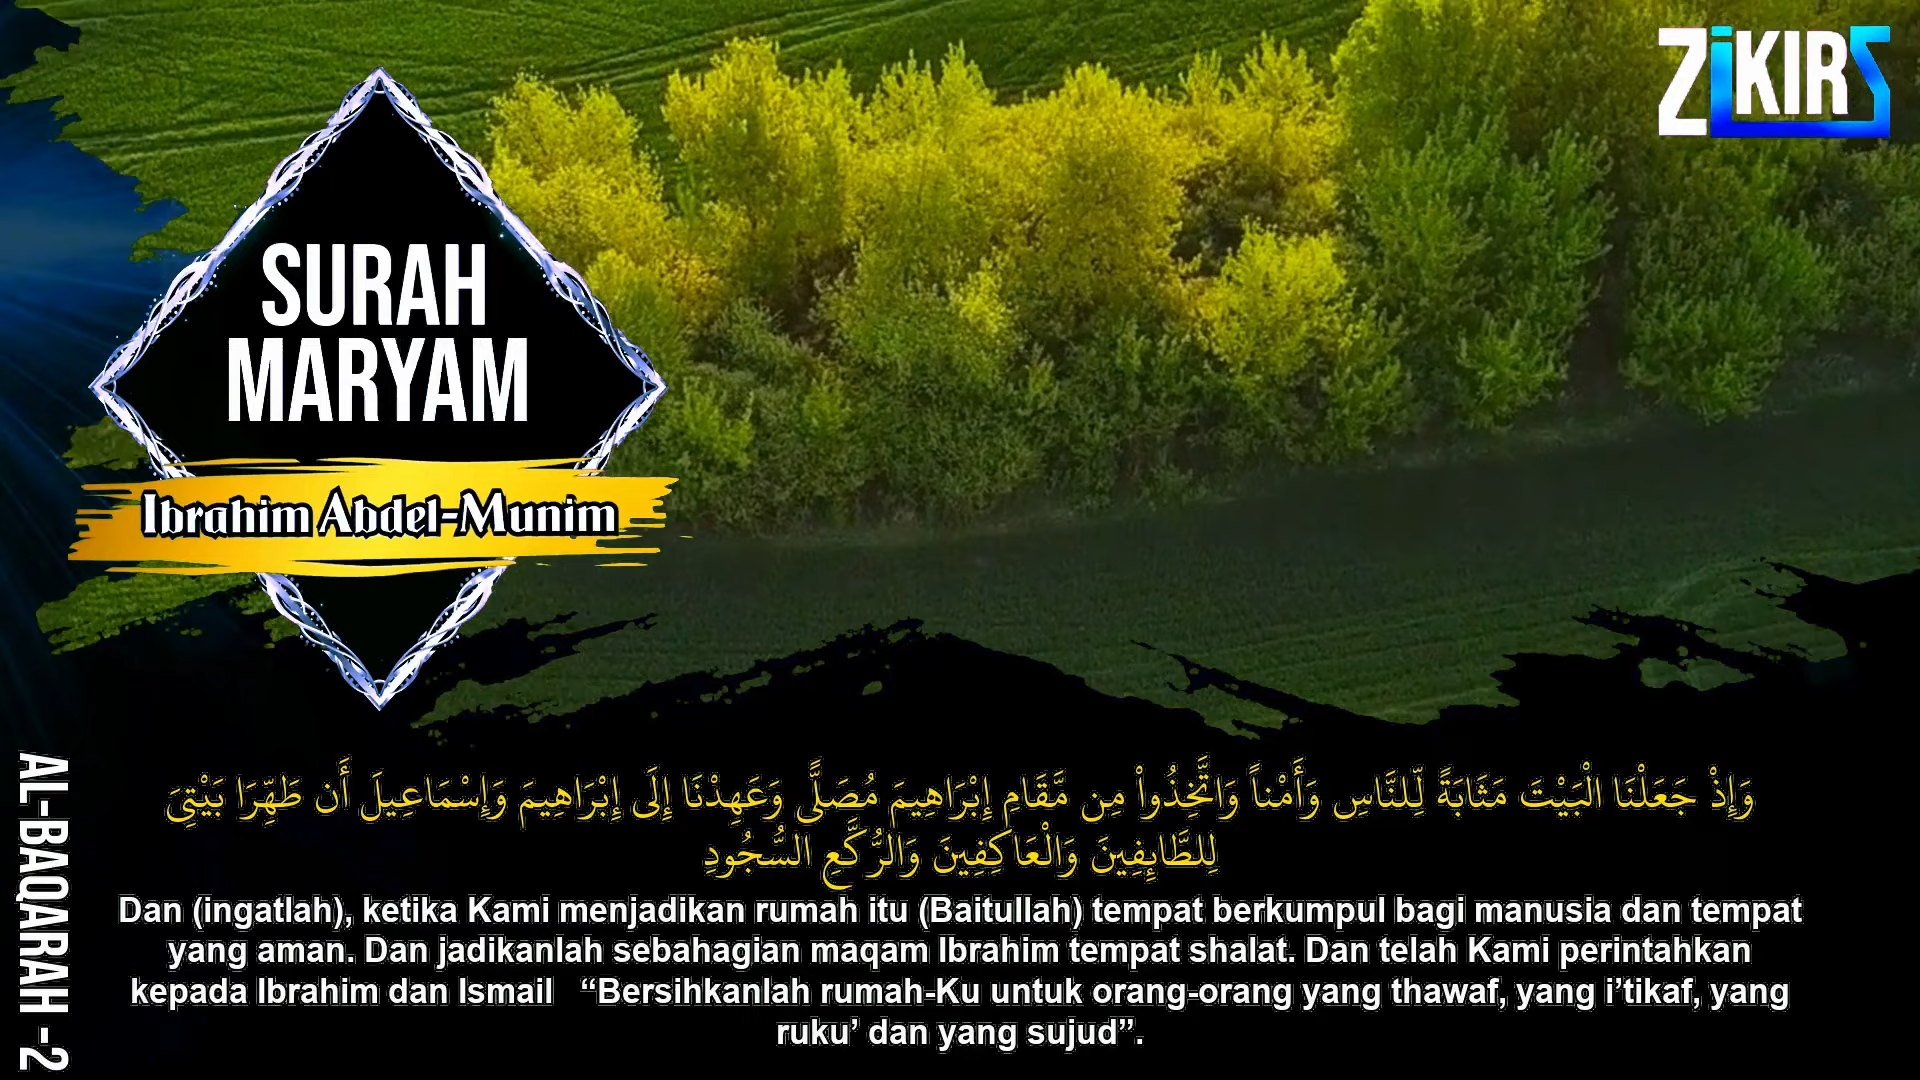 ZiKIRS
SURAH
MARYAM
Ibrahim Abdel-Munim
AL-BAQARAH -2
وَإِذْ جَعَلْنَا الْبَيْتَ مَثَابَةً لِّلنَّاسِ وَأَمْناً وَاتَّخِذُواْ مِن مَّقَامِ إِبْرَاهِيمَ مُصَلًّى وَعَهِدْنَا إِلَى إِبْرَاهِيمَ وَإِسْمَاعِيلَ أَن طَهِّرَا بَيْتِيَ
لِلطَّائِفِينَ وَالْعَاكِفِينَ وَالرُّكَّعِ السُّجُودِ
Dan (ingatlah), ketika Kami menjadikan rumah itu (Baitullah) tempat berkumpul bagi manusia dan tempat
yang aman. Dan jadikanlah sebahagian maqam Ibrahim tempat shalat. Dan telah Kami perintahkan
kepada Ibrahim dan Ismail “Bersihkanlah rumah-Ku untuk orang-orang yang thawaf, yang i’tikaf, yang
ruku’ dan yang sujud”.